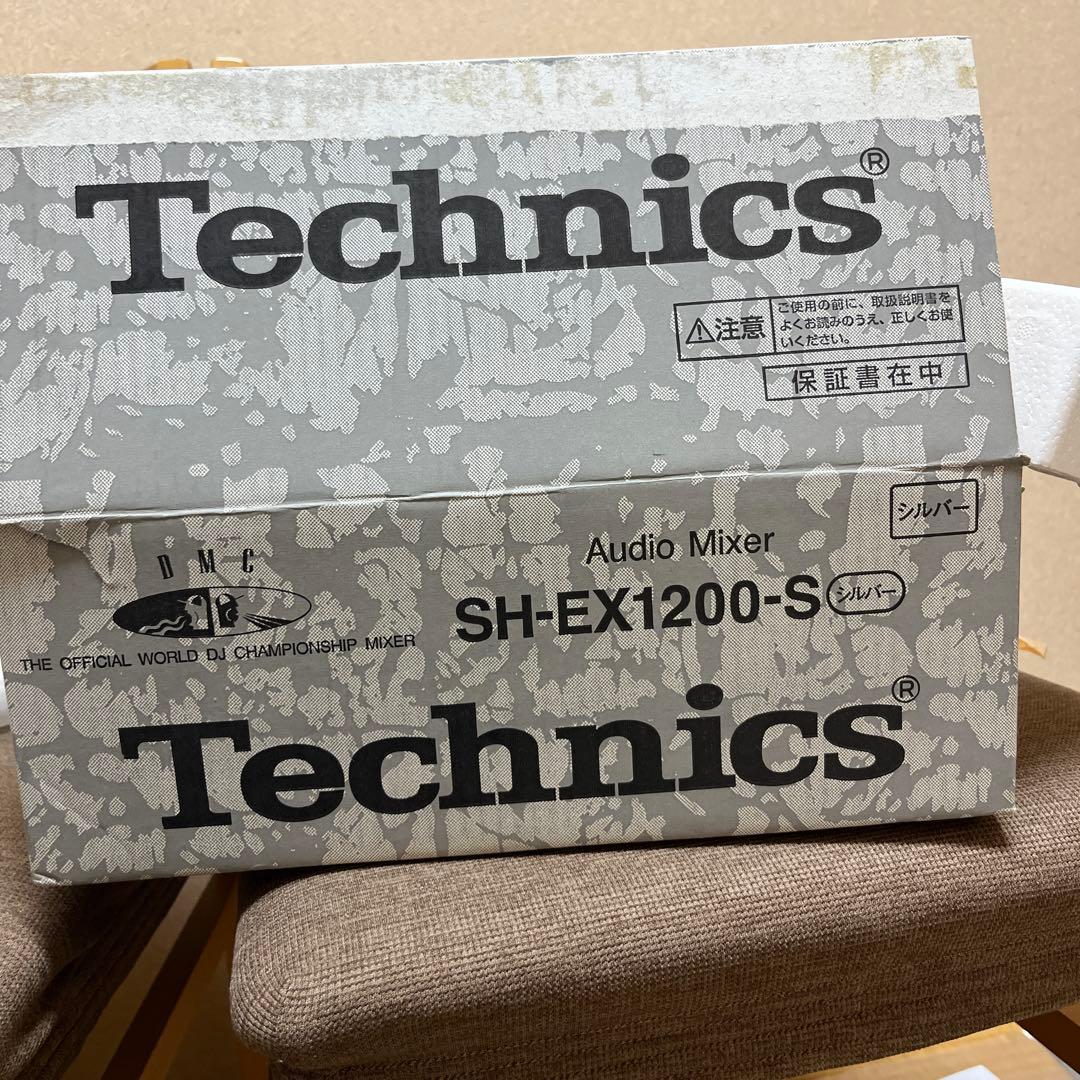 Technics®
⚠注意
ご使用の前に、取扱説明書を
よくお読みのうえ、正しくお使
いください。
保証書在中
シルバー
DMC
THE OFFICIAL WORLD DJ CHAMPIONSHIP MIXER
Audio Mixer
SH-EX1200-S シルバー
Technics®